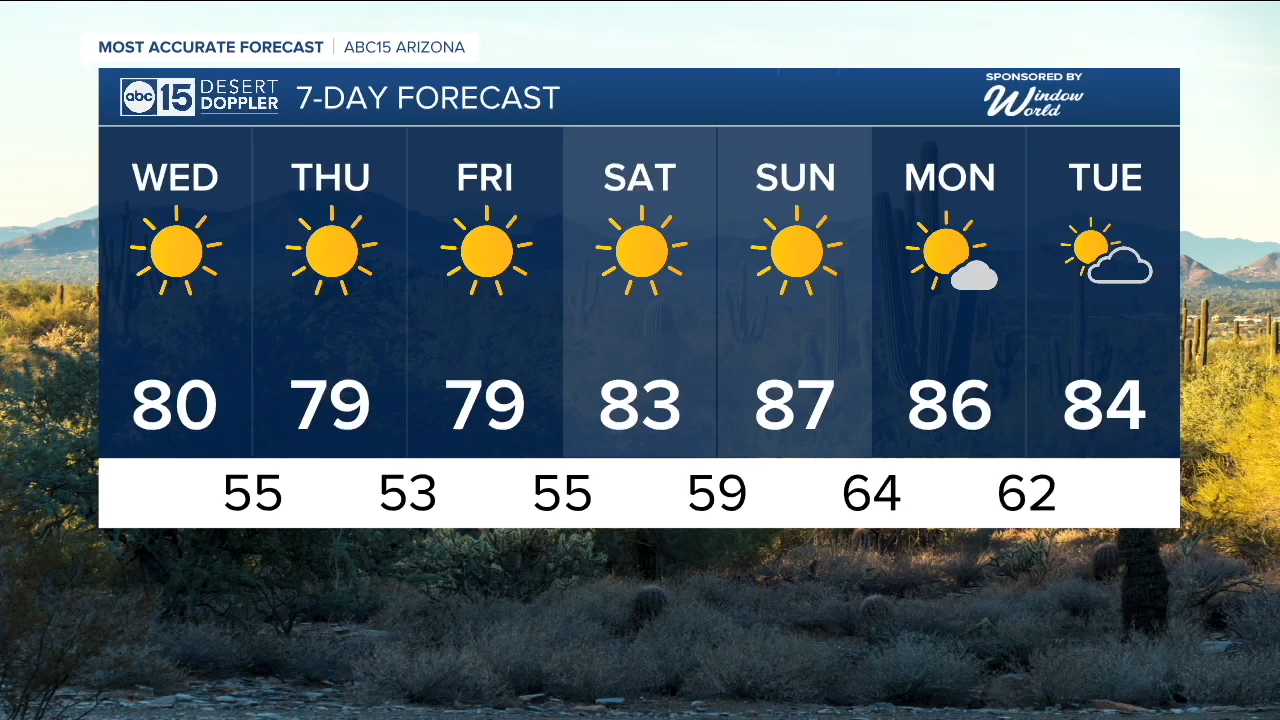 MOST ACCURATE FORECAST | ABC15 ARIZONA
abc 15 DESERT DOPPLER 7-DAY FORECAST
SPONSORED BY
Window World
WED THU FRI SAT SUN MON TUE
80 79 79 83 87 86 84
55 53 55 59 64 62